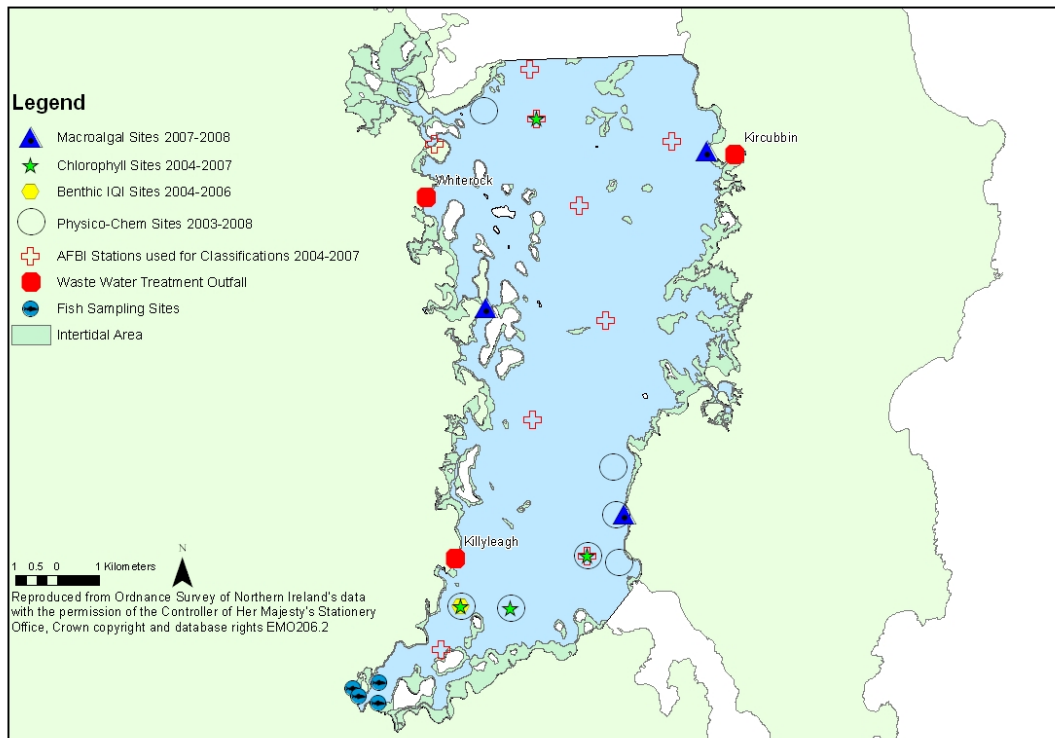 Legend
Macroalgal Sites 2007-2008
Chlorophyll Sites 2004-2007
Benthic IQI Sites 2004-2006
Physico-Chem Sites 2003-2008
AFBI Stations used for Classifications 2004-2007
Waste Water Treatment Outfall
Fish Sampling Sites
Intertidal Area
Kircubbin
Whiterock
Killyleagh
N
1 0.5 0 1 Kilometers
Reproduced from Ordnance Survey of Northern Ireland's data
with the permission of the Controller of Her Majesty's Stationery
Office, Crown copyright and database rights EMO206.2